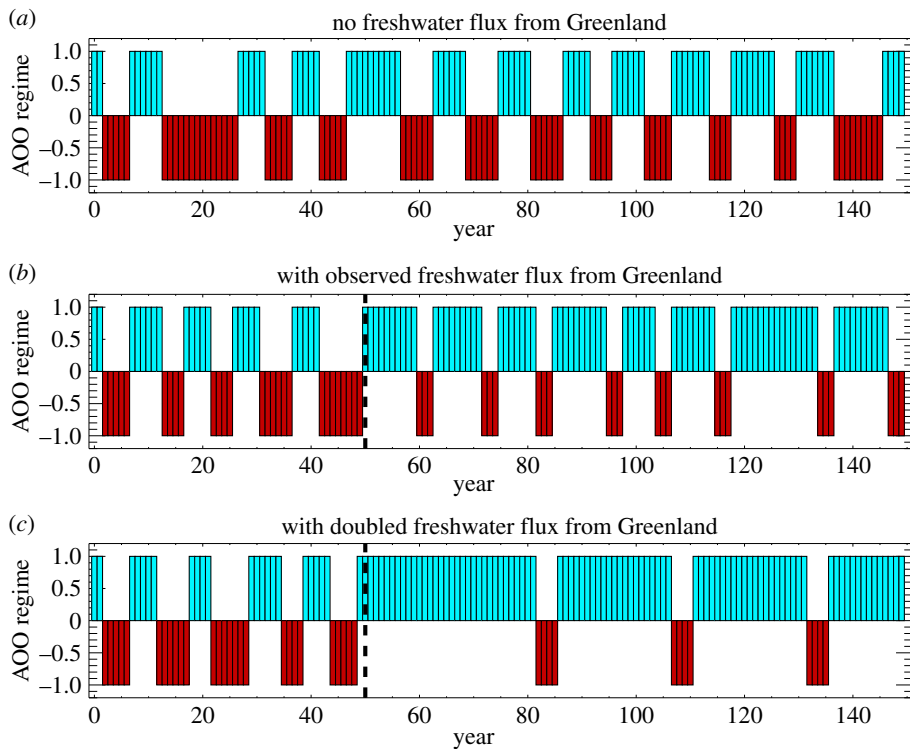 (a)
no freshwater flux from Greenland
AOO regime
1.0
0.5
0
–0.5
–1.0
0 20 40 60 80 100 120 140
year
(b)
with observed freshwater flux from Greenland
AOO regime
1.0
0.5
0
–0.5
–1.0
0 20 40 60 80 100 120 140
year
(c)
with doubled freshwater flux from Greenland
AOO regime
1.0
0.5
0
–0.5
–1.0
0 20 40 60 80 100 120 140
year